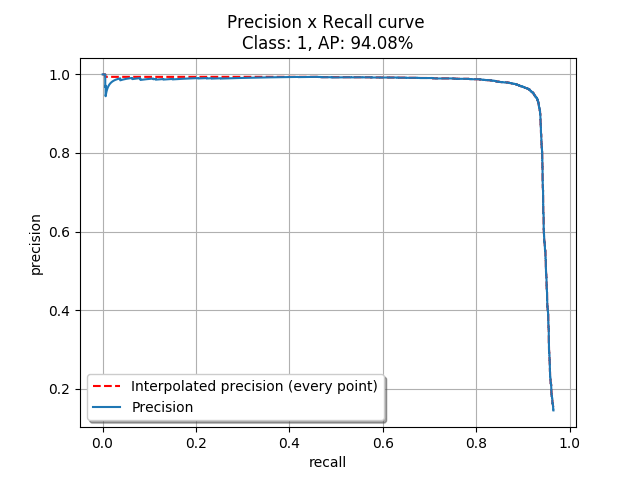 Precision x Recall curve
Class: 1, AP: 94.08%
precision
1.0
0.8
0.6
0.4
0.2
Interpolated precision (every point)
Precision
0.0 0.2 0.4 0.6 0.8 1.0
recall